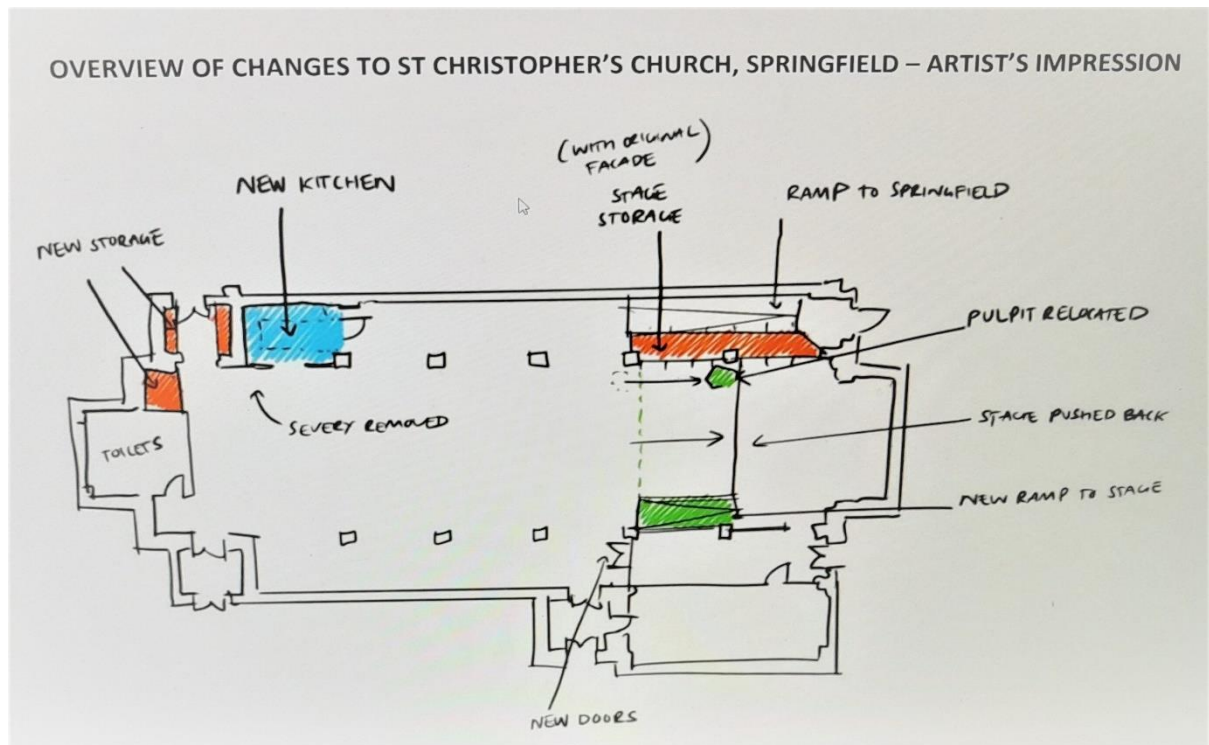 OVERVIEW OF CHANGES TO ST CHRISTOPHER'S CHURCH, SPRINGFIELD – ARTIST'S IMPRESSION
(WITH ORIGINAL)
FACADE
STAGE
STORAGE
NEW KITCHEN
RAMP TO SPRINGFIELD
NEW STORAGE
PULPIT RELOCATED
SEVERY REMOVED
STAGE PUSHED BACK
TOILETS
NEW RAMP TO STAGE
NEW DOORS